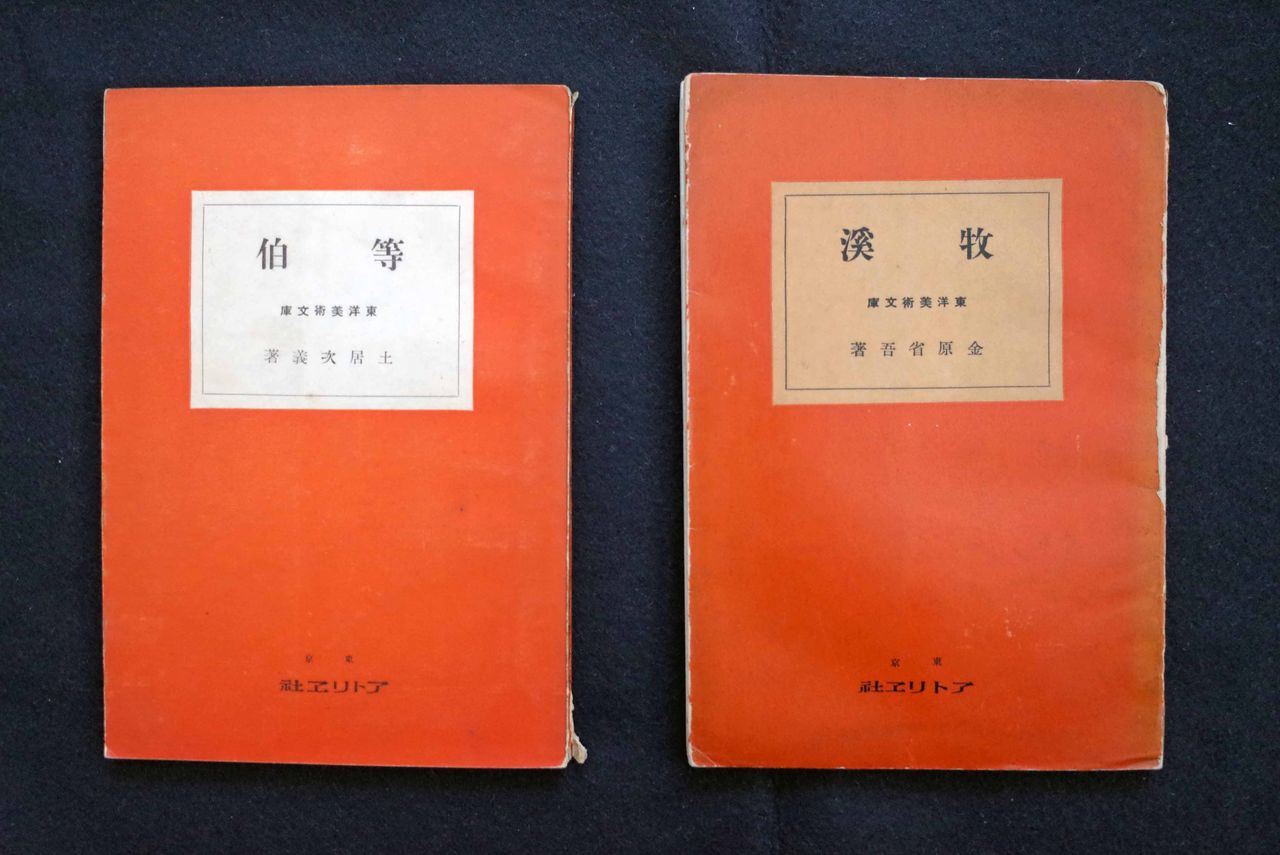 等伯
東洋美術文庫
土居次義著
東京
アトリヱ社
牧溪
東洋美術文庫
金原省吾著
東京
アトリヱ社